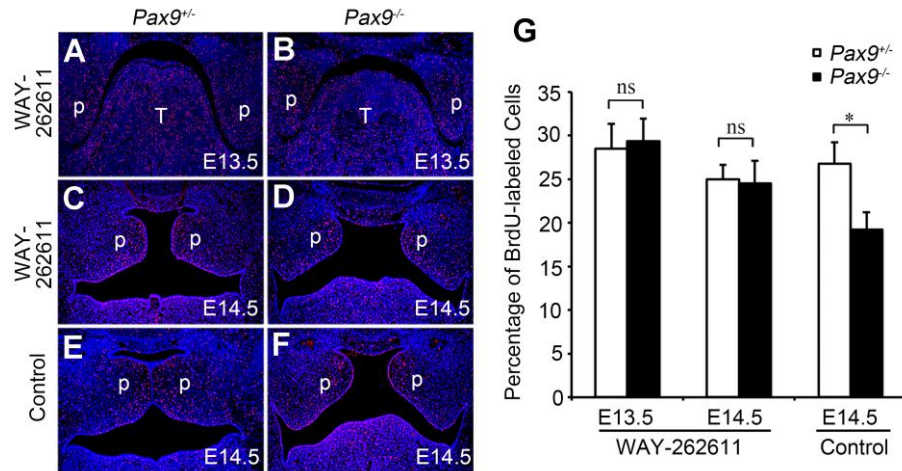 Pax9+/- Pax9-/-
WAY-262611
A
p
T
p
E13.5
B
p
T
p
E13.5
WAY-262611
C
p
p
E14.5
D
p
p
E14.5
Control
E
p
p
E14.5
F
p
p
E14.5
G
Pax9+/-
Pax9-/-
Percentage of BrdU-labeled Cells
35
30
25
20
15
10
5
0
ns
ns
*
E13.5 E14.5 E14.5
WAY-262611 Control